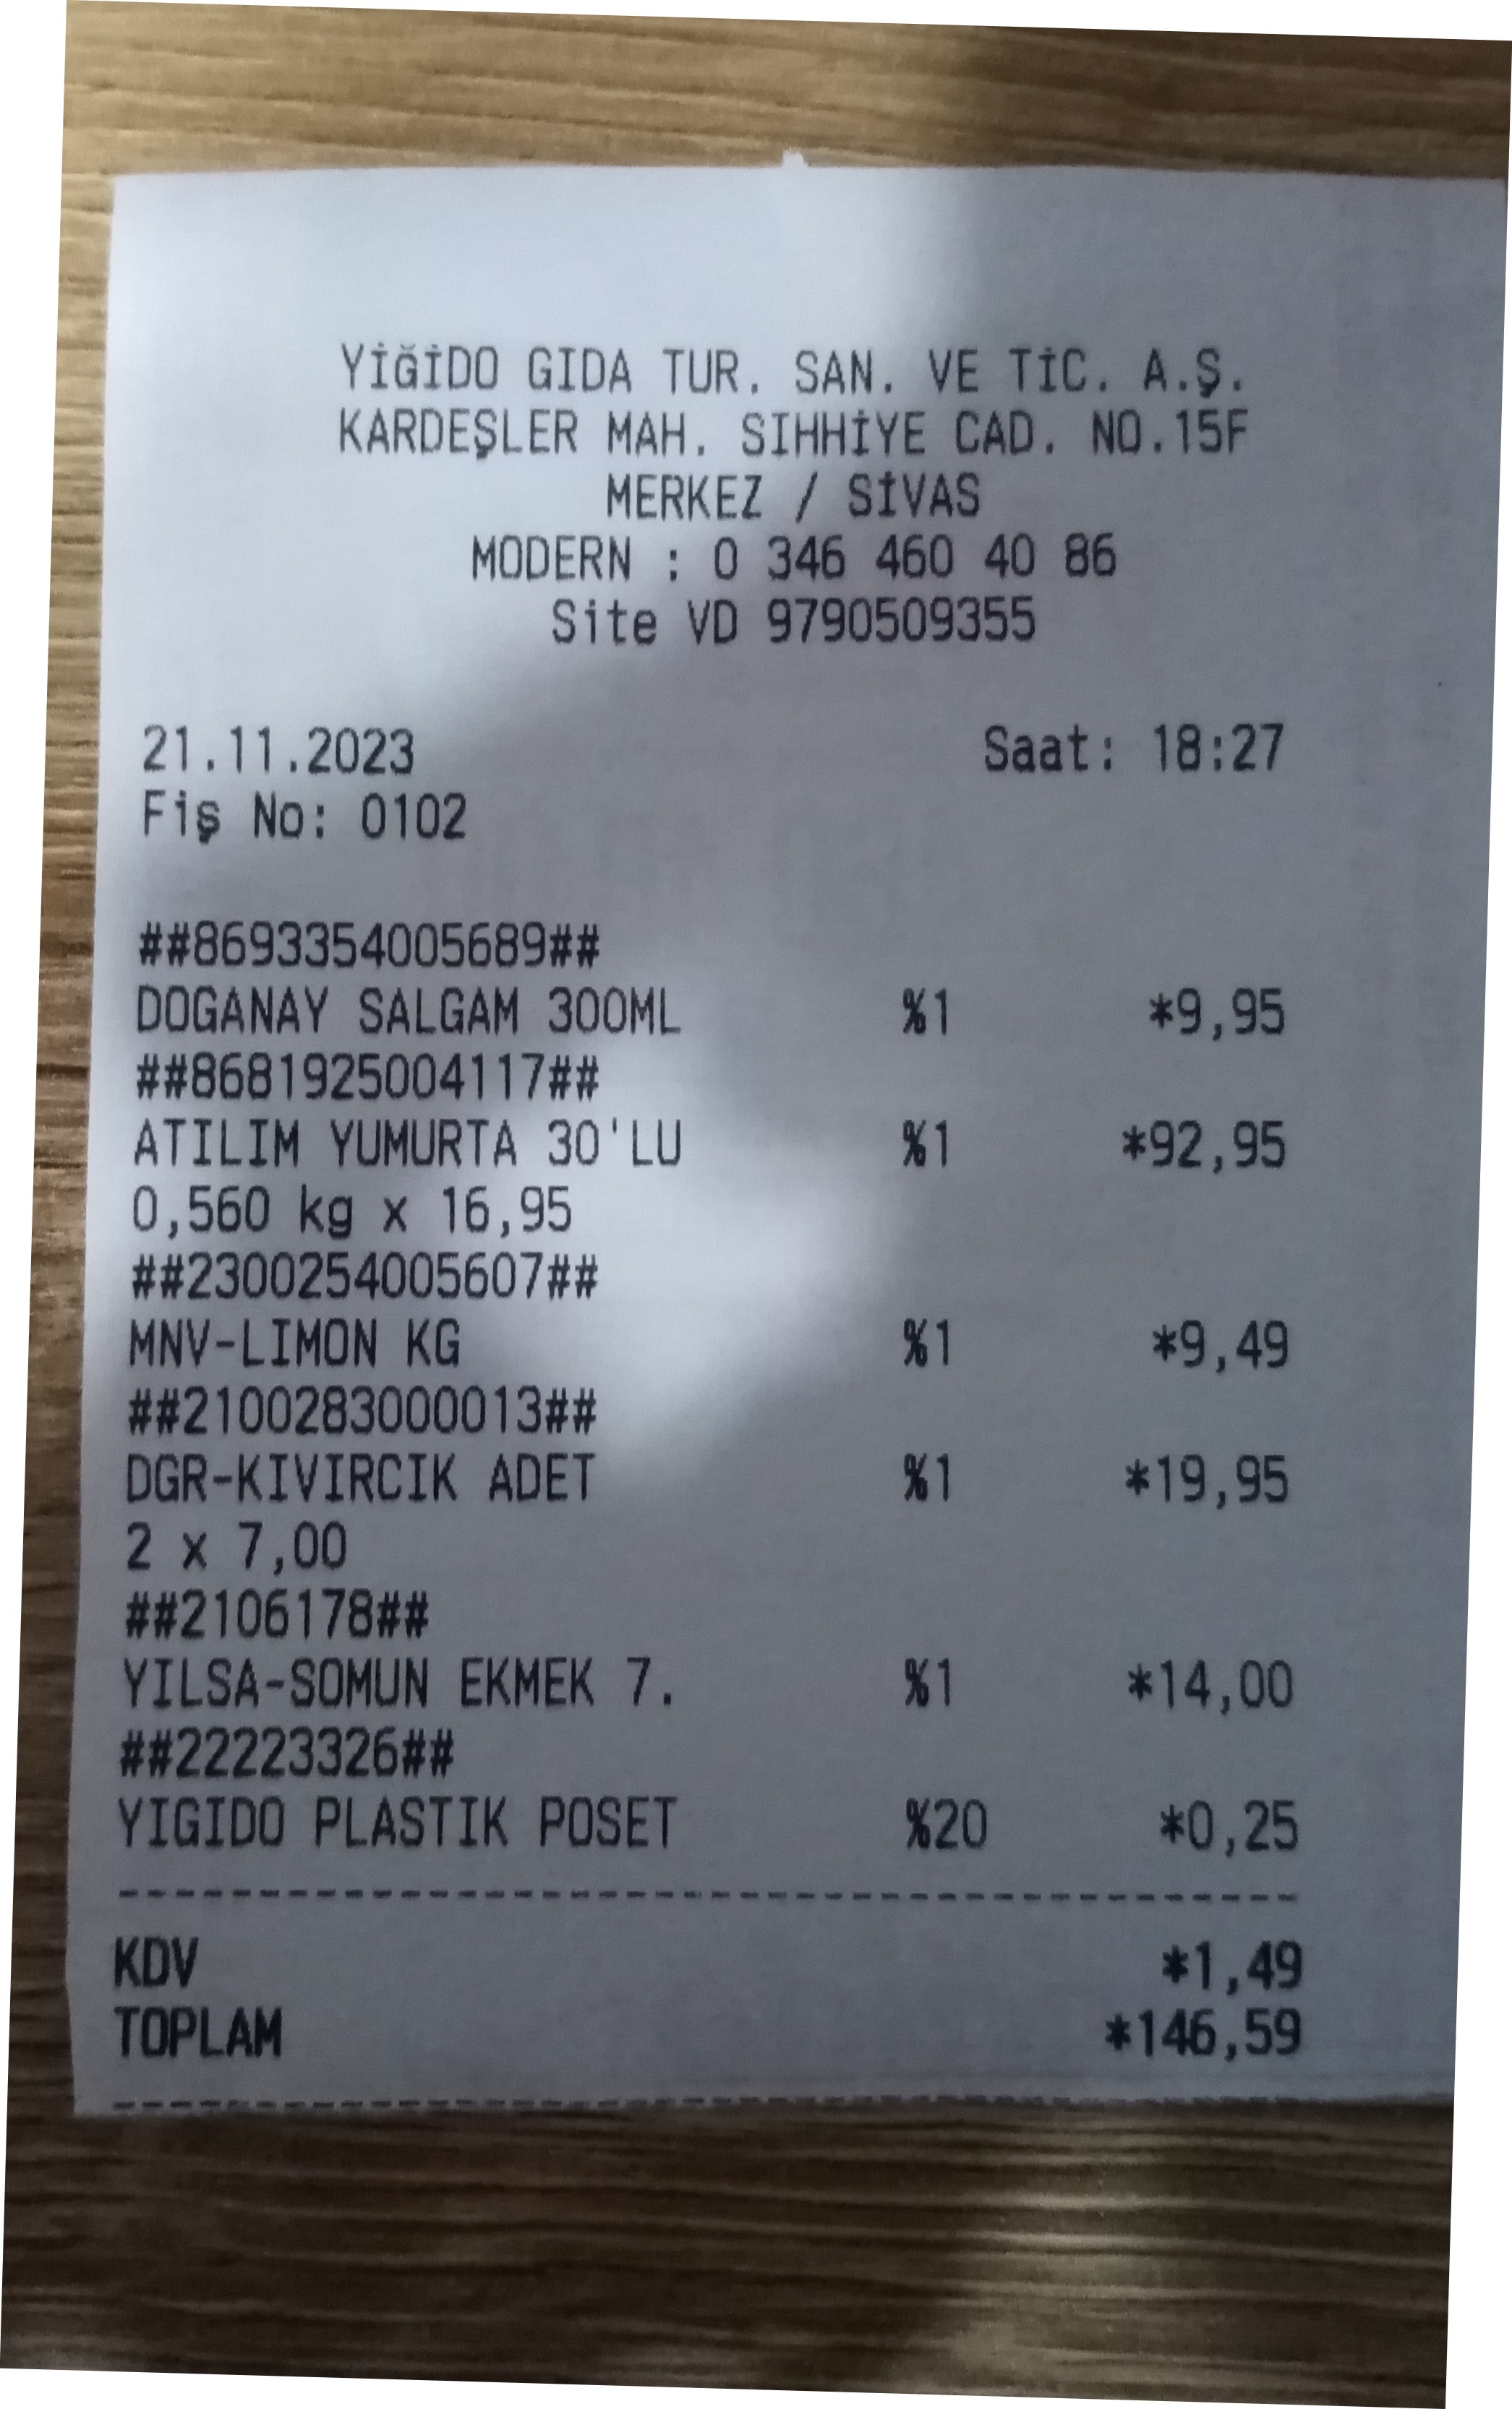 YİĞİDO GIDA TUR. SAN. VE TİC. A.Ş.
KARDEŞLER MAH. SIHHİYE CAD. NO.15F
MERKEZ / SİVAS
MODERN : 0 346 460 40 86
Site VD 9790509355
21.11.2023 Saat: 18:27
Fiş No: 0102
##8693354005689##
DOGANAY SALGAM 300ML %1 *9,95
##8681925004117##
ATILIM YUMURTA 30'LU %1 *92,95
0,560 kg x 16,95
##2300254005607##
MNV-LIMON KG %1 *9,49
##2100283000013##
DGR-KIVIRCIK ADET %1 *19,95
2 x 7,00
##2106178##
YILSA-SOMUN EKMEK 7. %1 *14,00
##22223326##
YIGIDO PLASTIK POSET %20 *0,25
KDV *1,49
TOPLAM *146,59